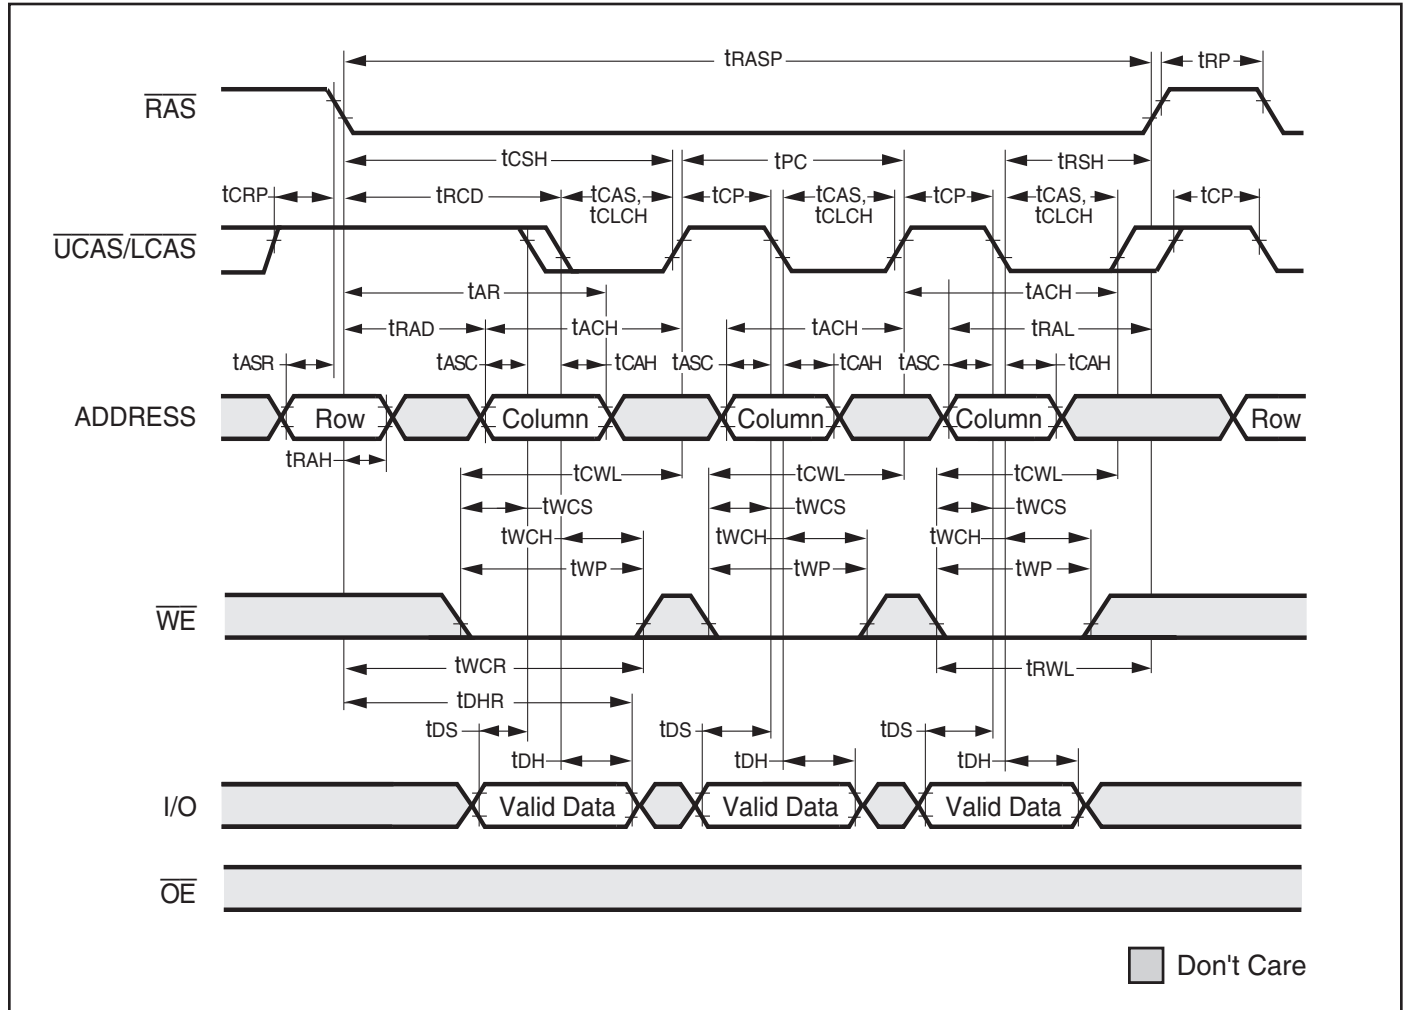 tRASP tRP
RAS
tCSH tPC tRSH
tCRP tRCD tCAS, tCLCH tCP tCAS, tCLCH tCP tCAS, tCLCH tCP
UCAS/LCAS
tAR tACH
tRAD tACH tACH tRAL
tASR tASC tCAH tASC tCAH tASC tCAH
ADDRESS Row Column Column Column Row
tRAH
tCWL tCWL tCWL
tWCS tWCS tWCS
tWCH tWCH tWCH
tWP tWP tWP
WE
tWCR tRWL
tDHR
tDS tDS tDS
tDH tDH tDH
I/O Valid Data Valid Data Valid Data
OE
Don't Care